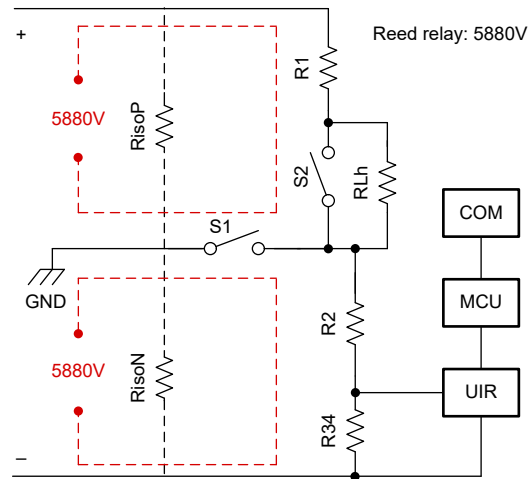 +
Reed relay: 5880V
R1
5880V
RisoP
S2
RLh
S1
COM
GND
MCU
R2
5880V
RisoN
UIR
R34
–